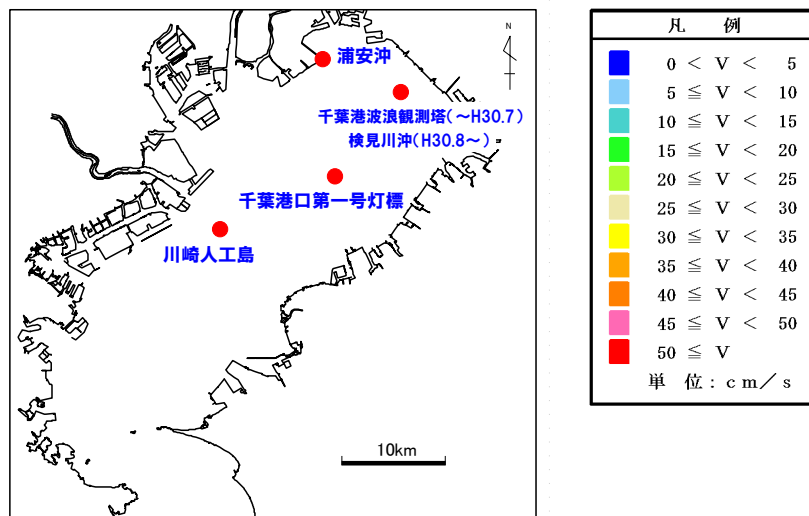 N
浦安沖
千葉港波浪観測塔(～H30.7)
検見川沖(H30.8～)
千葉港口第一号灯標
川崎人工島
10km
凡 例
0 < V < 5
5 ≦ V < 10
10 ≦ V < 15
15 ≦ V < 20
20 ≦ V < 25
25 ≦ V < 30
30 ≦ V < 35
35 ≦ V < 40
40 ≦ V < 45
45 ≦ V < 50
50 ≦ V
単 位：ｃｍ／ｓ